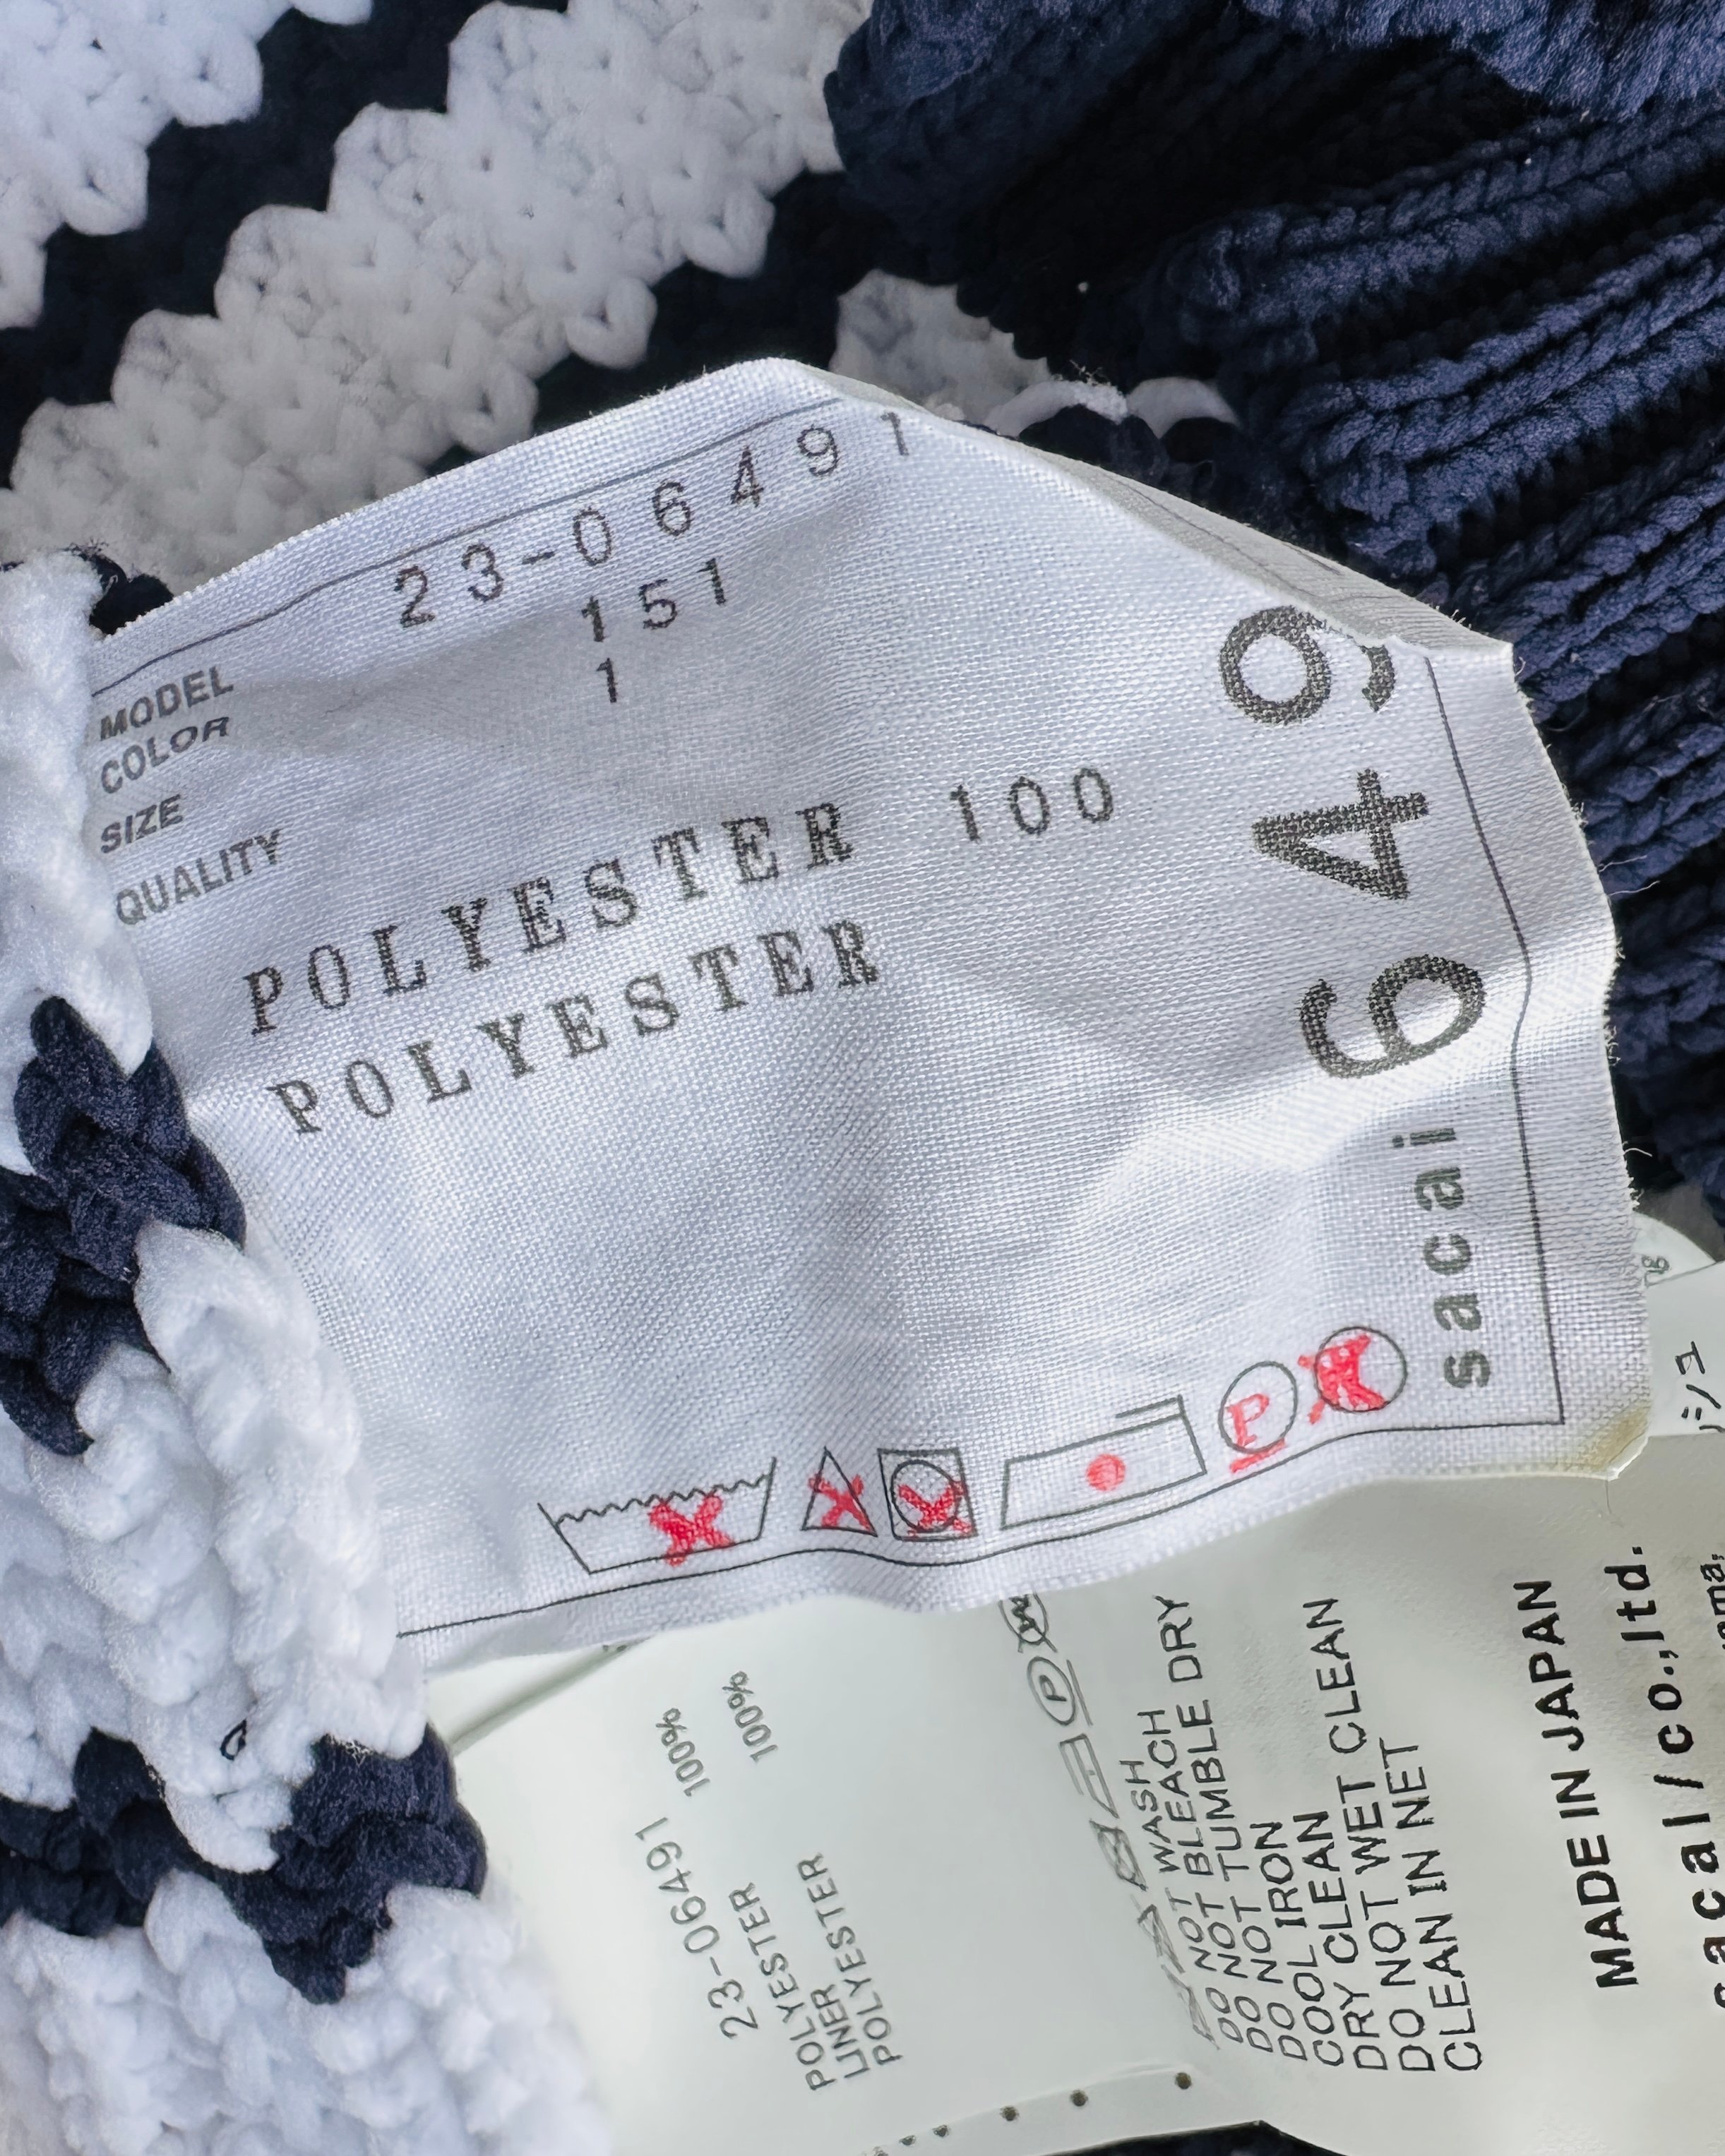 MODEL 23-06491
COLOR 151
SIZE 1
QUALITY
POLYESTER 100
POLYESTER
sacai 649
P
23-06491
POLYESTER 100%
LINER
POLYESTER 100%
P
DO NOT WASH
DO NOT BLEACH
DO NOT TUMBLE DRY
DO NOT IRON
COOL CLEAN
DRY CLEAN
DO NOT WET CLEAN
CLEAN IN NET
MADE IN JAPAN
sacai/co.,ltd.